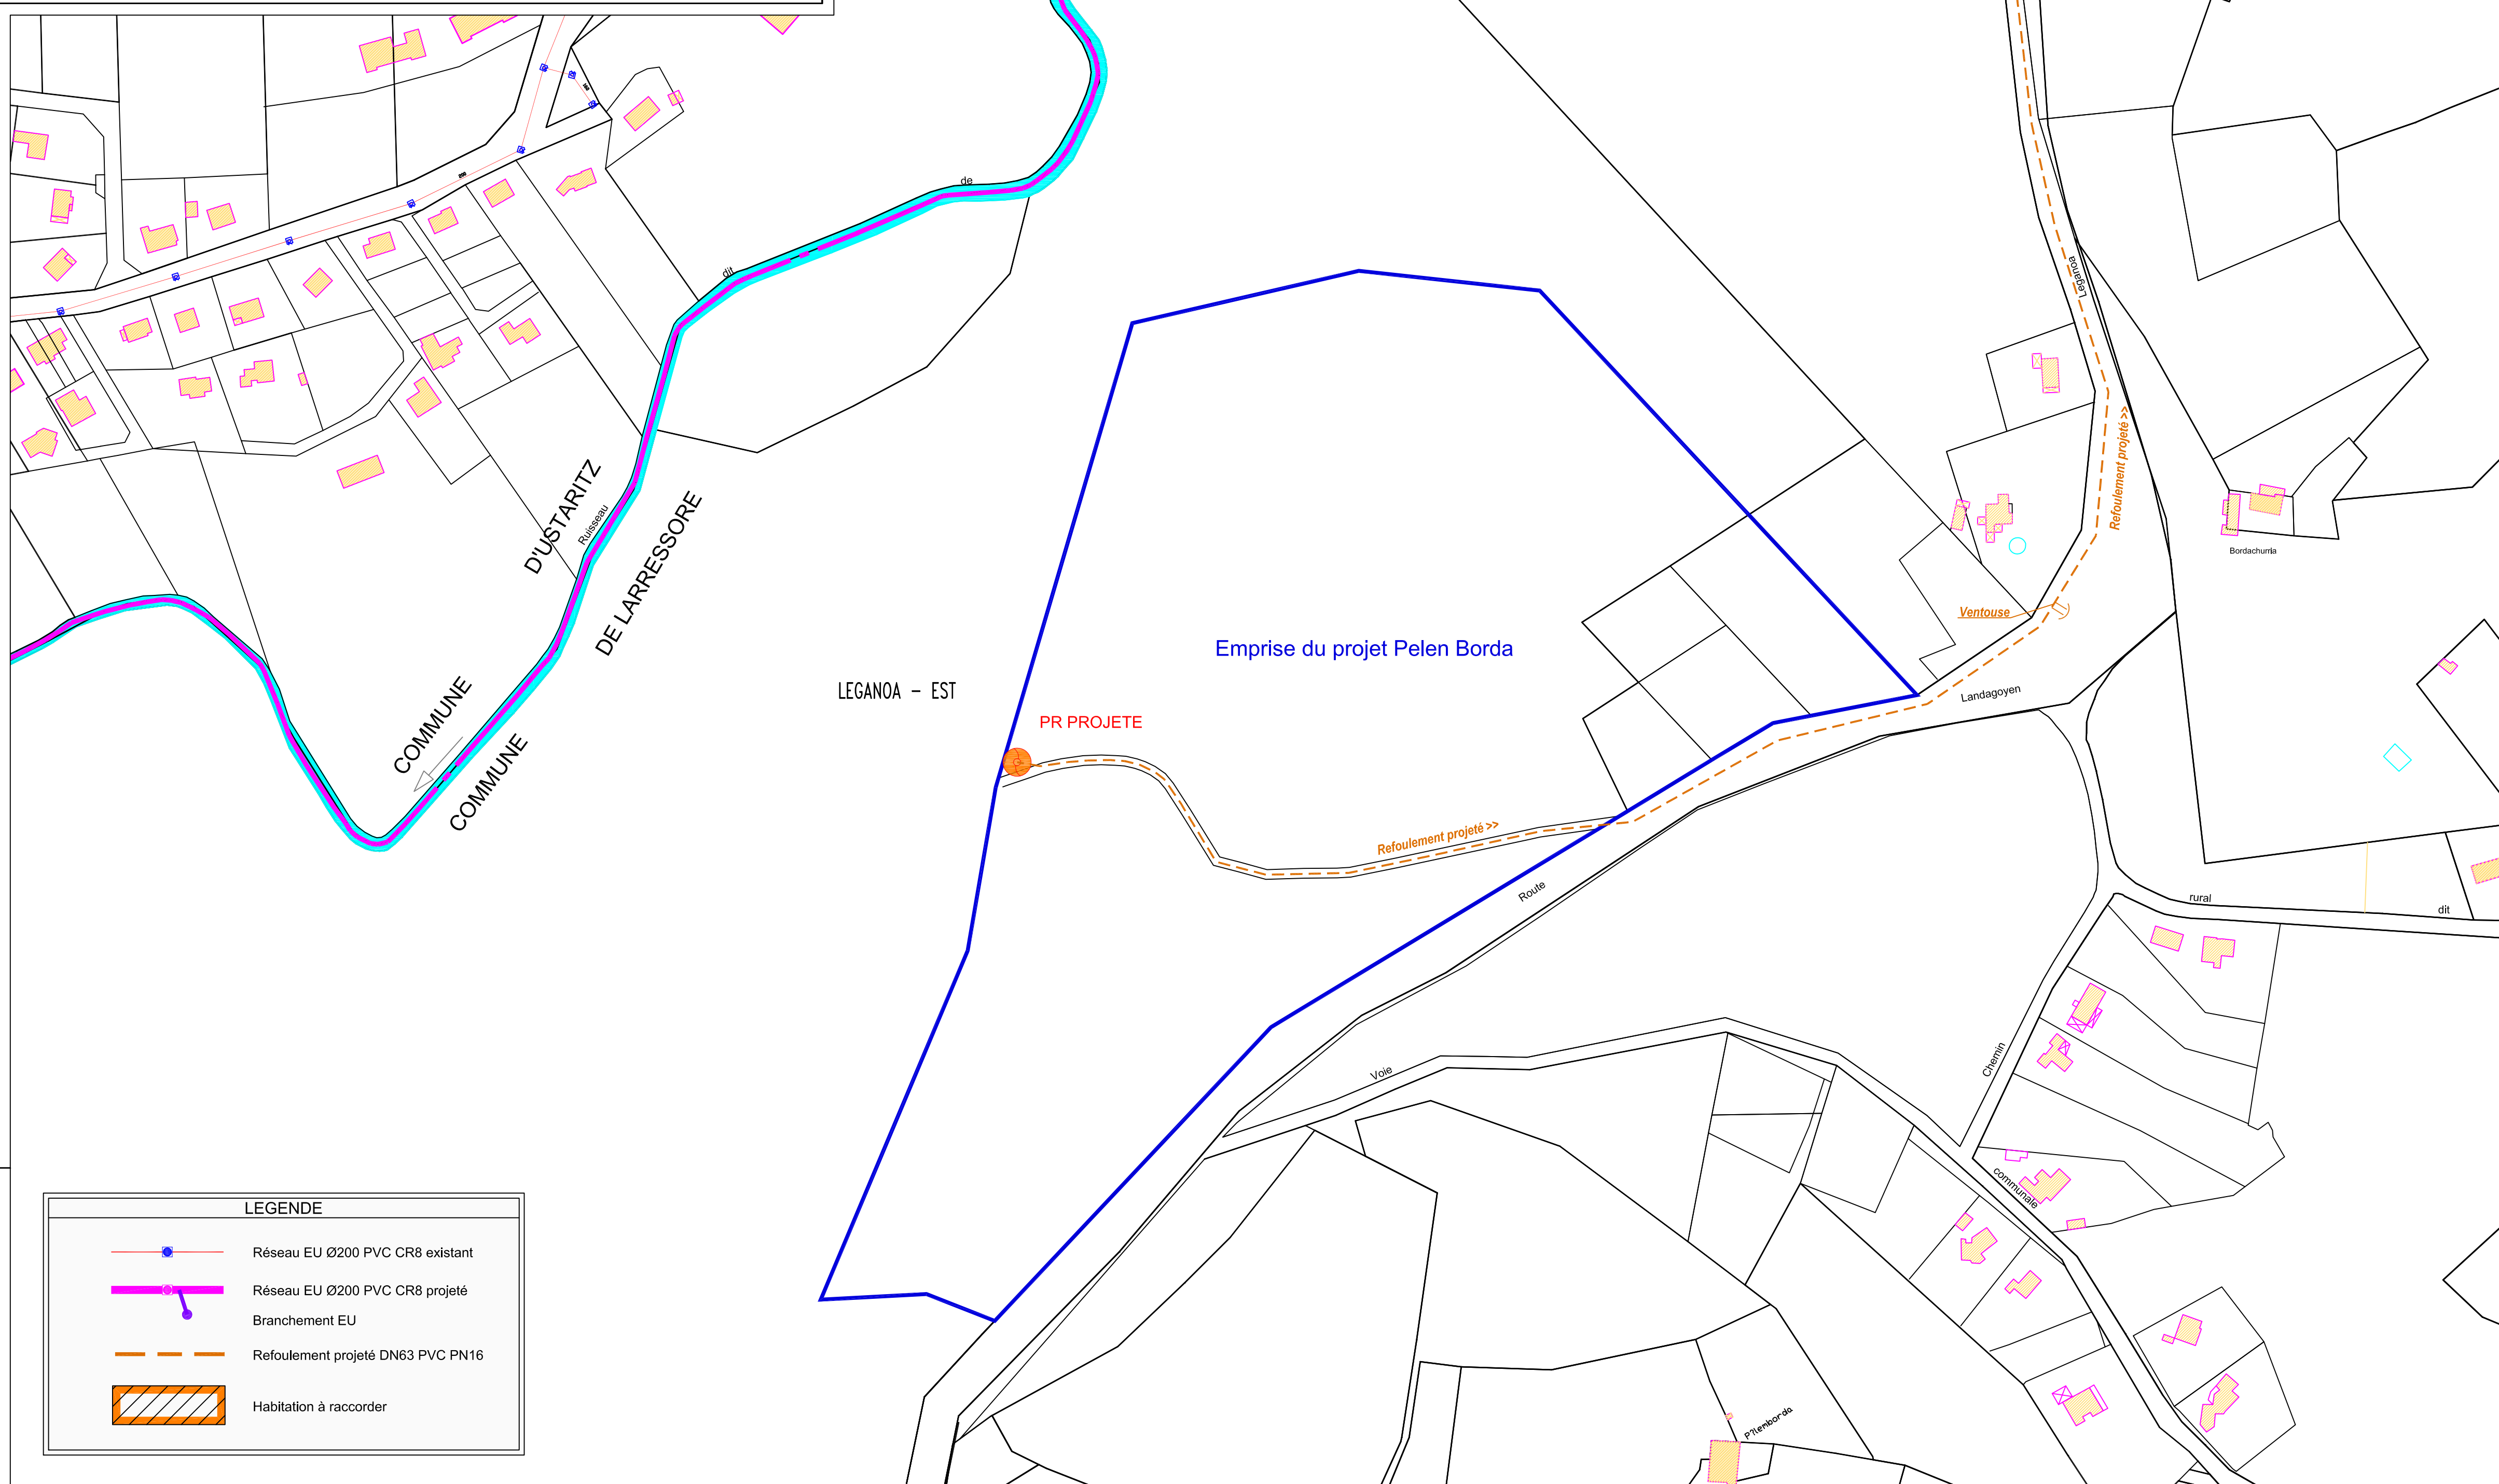 de
dit
Leganoa
Refoulement projeté >>
D'USTARITZ
Ruisseau
DE LARRESSORE
Bordachurria
Ventouse
Emprise du projet Pelen Borda
LEGANOA - EST
Landagoyen
PR PROJETE
COMMUNE
COMMUNE
Refoulement projeté >>
Route
rural
dit
Chemin
Voie
communale
LEGENDE
Réseau EU Ø200 PVC CR8 existant
Réseau EU Ø200 PVC CR8 projeté
Branchement EU
Refoulement projeté DN63 PVC PN16
Habitation à raccorder